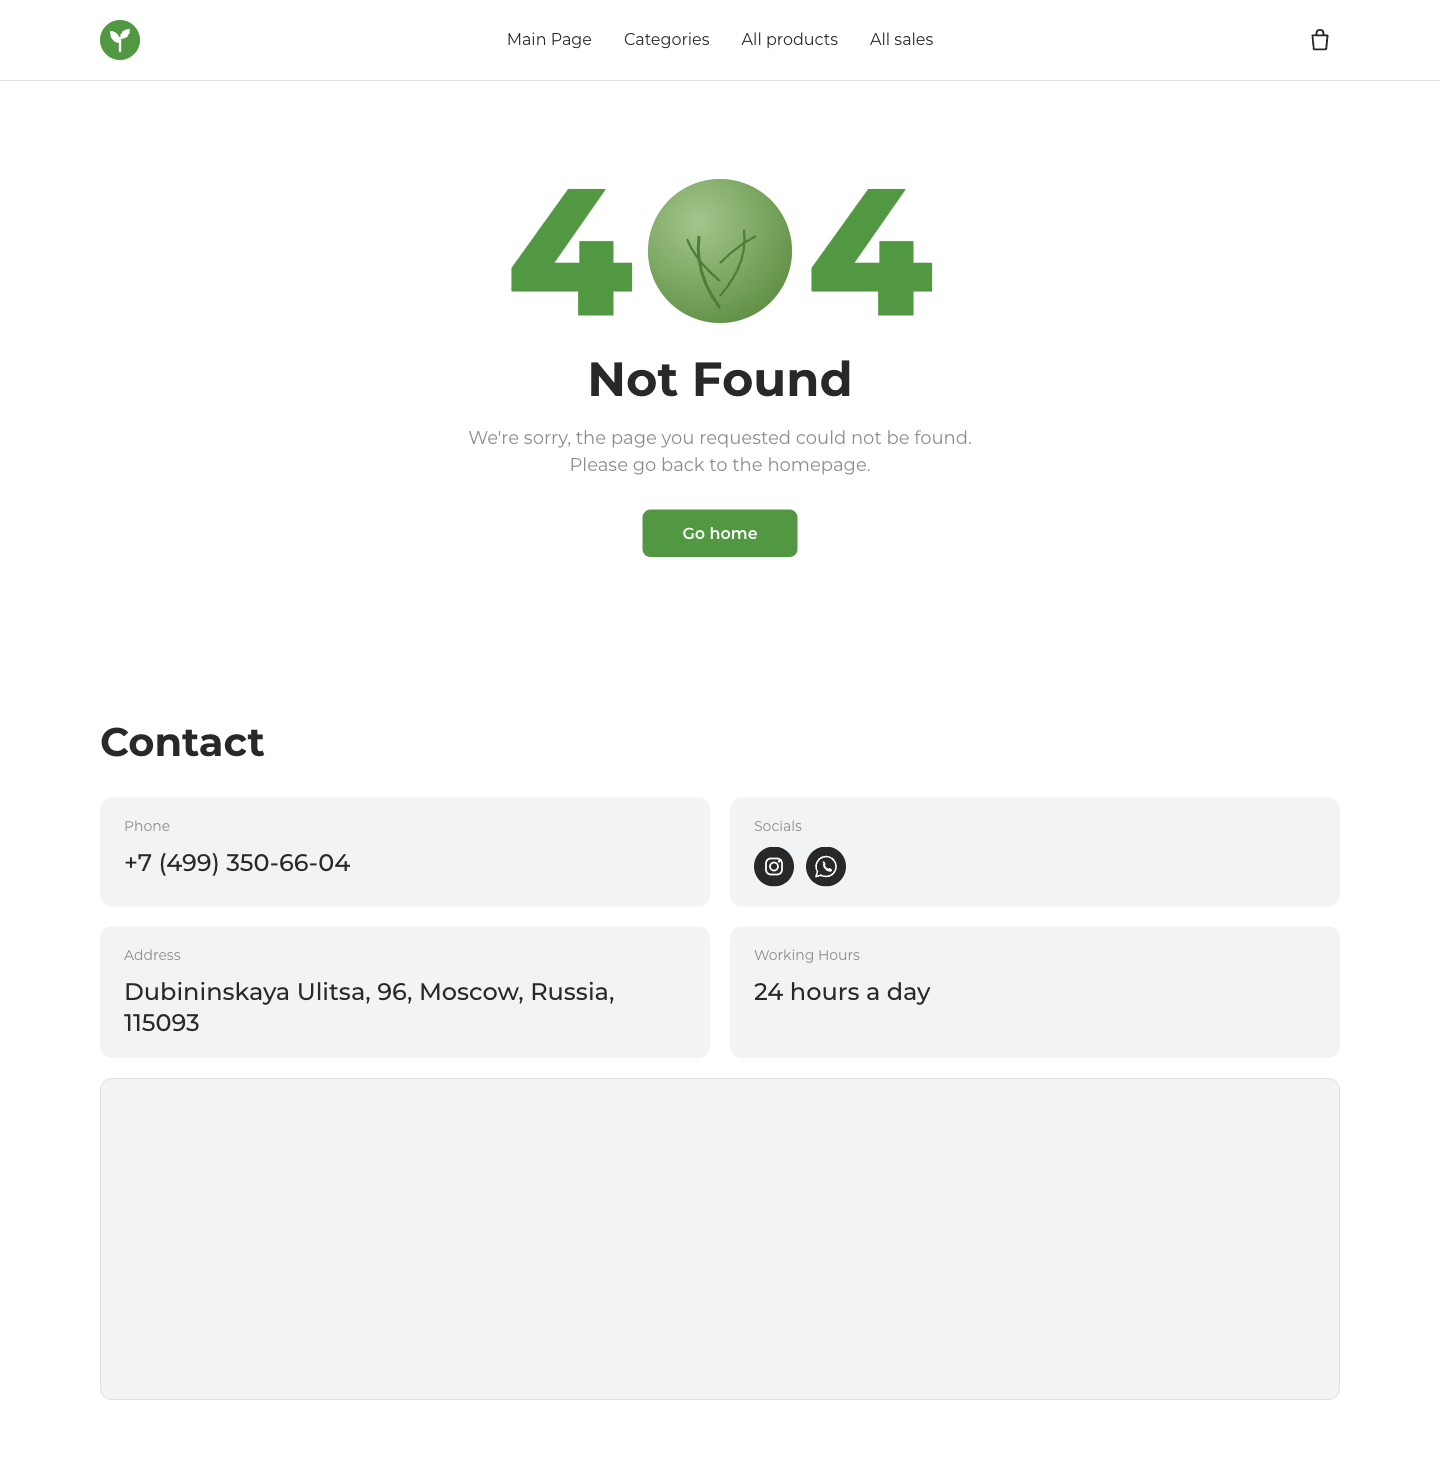 Main Page
Categories
All products
All sales
4 4
Not Found
We're sorry, the page you requested could not be found.
Please go back to the homepage.
Go home
Contact
Phone
+7 (499) 350-66-04
Socials
Address
Dubininskaya Ulitsa, 96, Moscow, Russia,
115093
Working Hours
24 hours a day